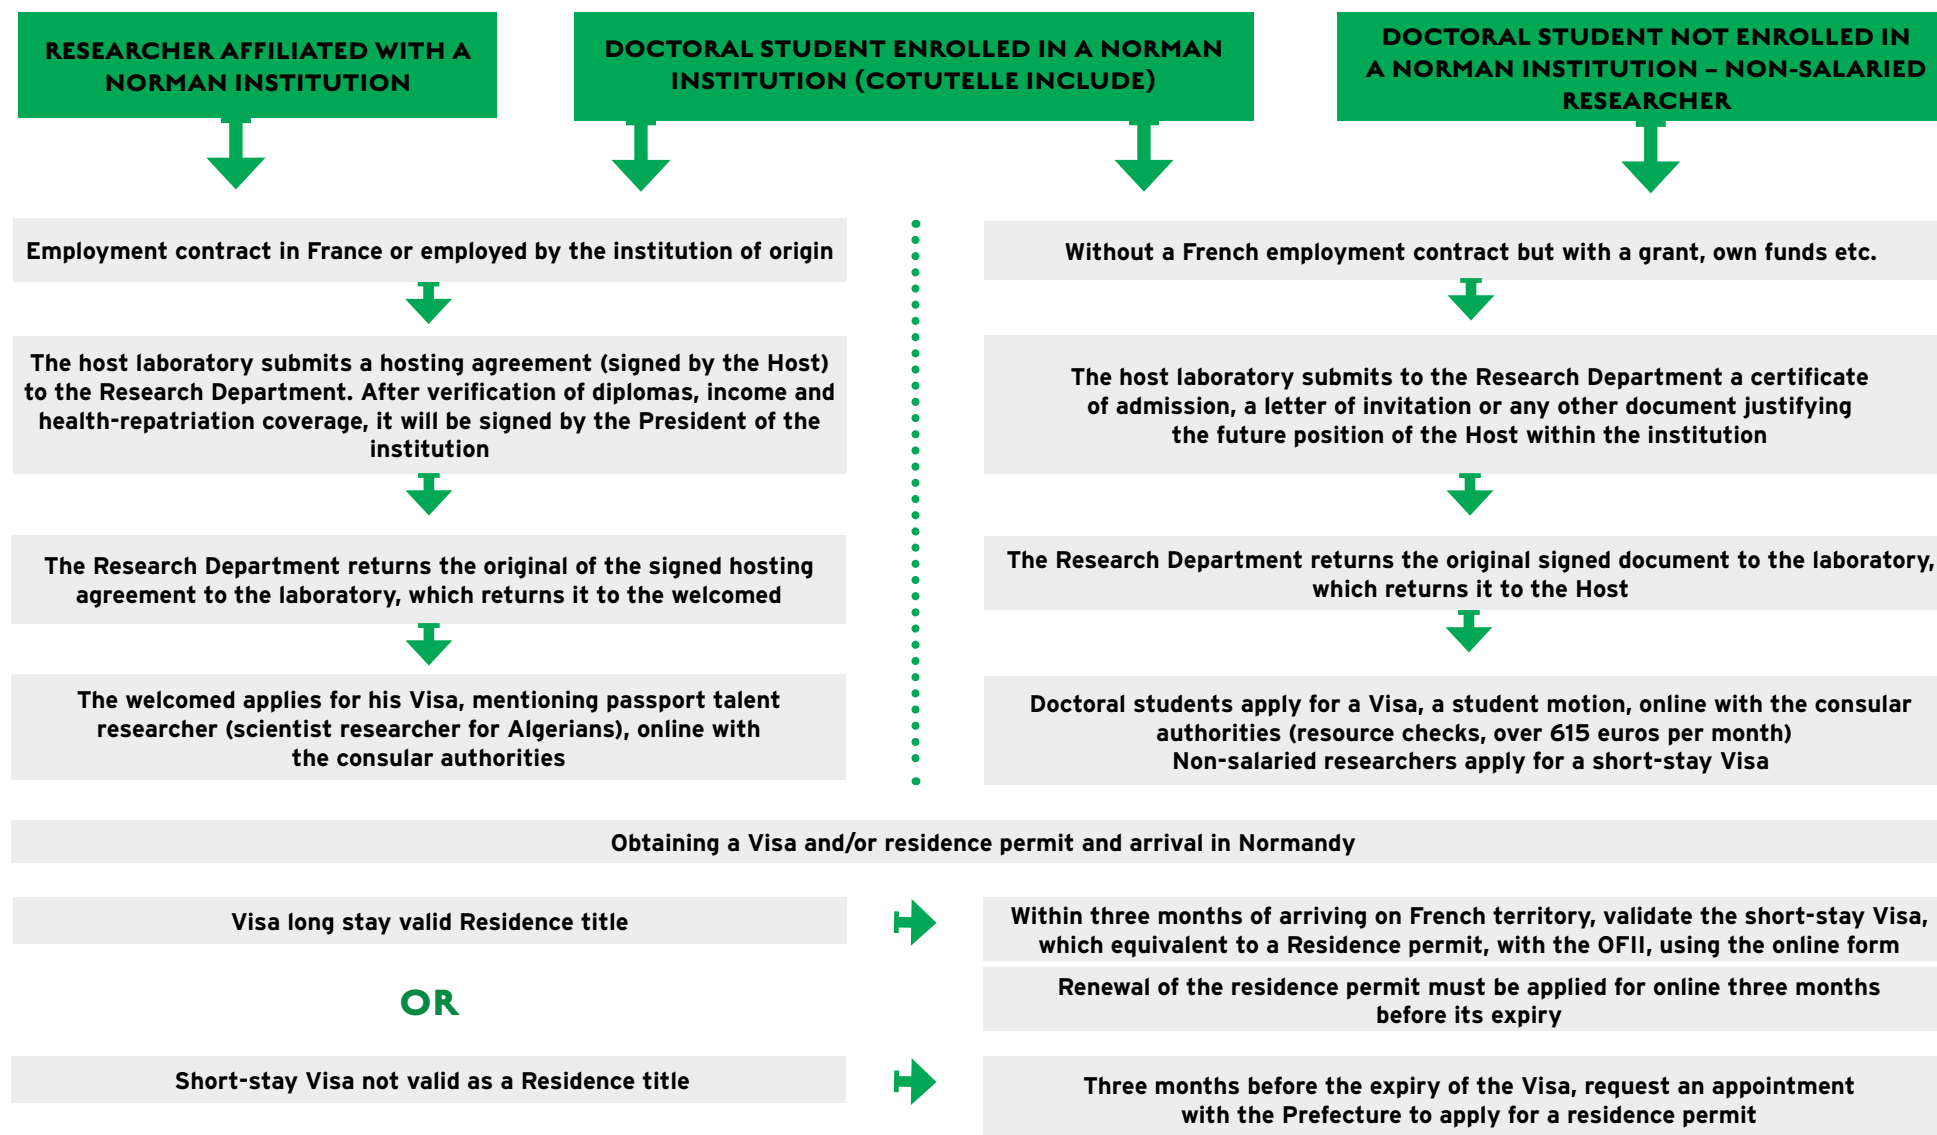 RESEARCHER AFFILIATED WITH A
NORMAN INSTITUTION
DOCTORAL STUDENT ENROLLED IN A NORMAN
INSTITUTION (COTUTELLE INCLUDE)
DOCTORAL STUDENT NOT ENROLLED IN
A NORMAN INSTITUTION – NON-SALARIED
RESEARCHER
Employment contract in France or employed by the institution of origin
The host laboratory submits a hosting agreement (signed by the Host)
to the Research Department. After verification of diplomas, income and
health-repatriation coverage, it will be signed by the President of the
institution
The Research Department returns the original of the signed hosting
agreement to the laboratory, which returns it to the welcomed
The welcomed applies for his Visa, mentioning passport talent
researcher (scientist researcher for Algerians), online with
the consular authorities
Without a French employment contract but with a grant, own funds etc.
The host laboratory submits to the Research Department a certificate
of admission, a letter of invitation or any other document justifying
the future position of the Host within the institution
The Research Department returns the original signed document to the laboratory,
which returns it to the Host
Doctoral students apply for a Visa, a student motion, online with the consular
authorities (resource checks, over 615 euros per month)
Non-salaried researchers apply for a short-stay Visa
Obtaining a Visa and/or residence permit and arrival in Normandy
Visa long stay valid Residence title
Within three months of arriving on French territory, validate the short-stay Visa,
which equivalent to a Residence permit, with the OFII, using the online form
Renewal of the residence permit must be applied for online three months
before its expiry
OR
Short-stay Visa not valid as a Residence title
Three months before the expiry of the Visa, request an appointment
with the Prefecture to apply for a residence permit